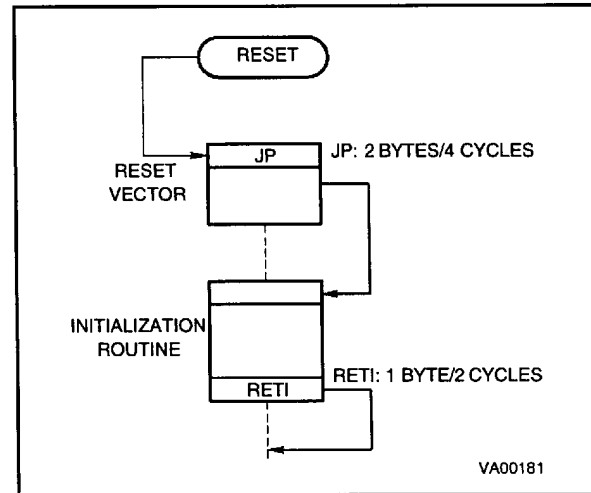 RESET
JP
JP: 2 BYTES/4 CYCLES
RESET
VECTOR
INITIALIZATION
ROUTINE
RETI
RETI: 1 BYTE/2 CYCLES
VA00181